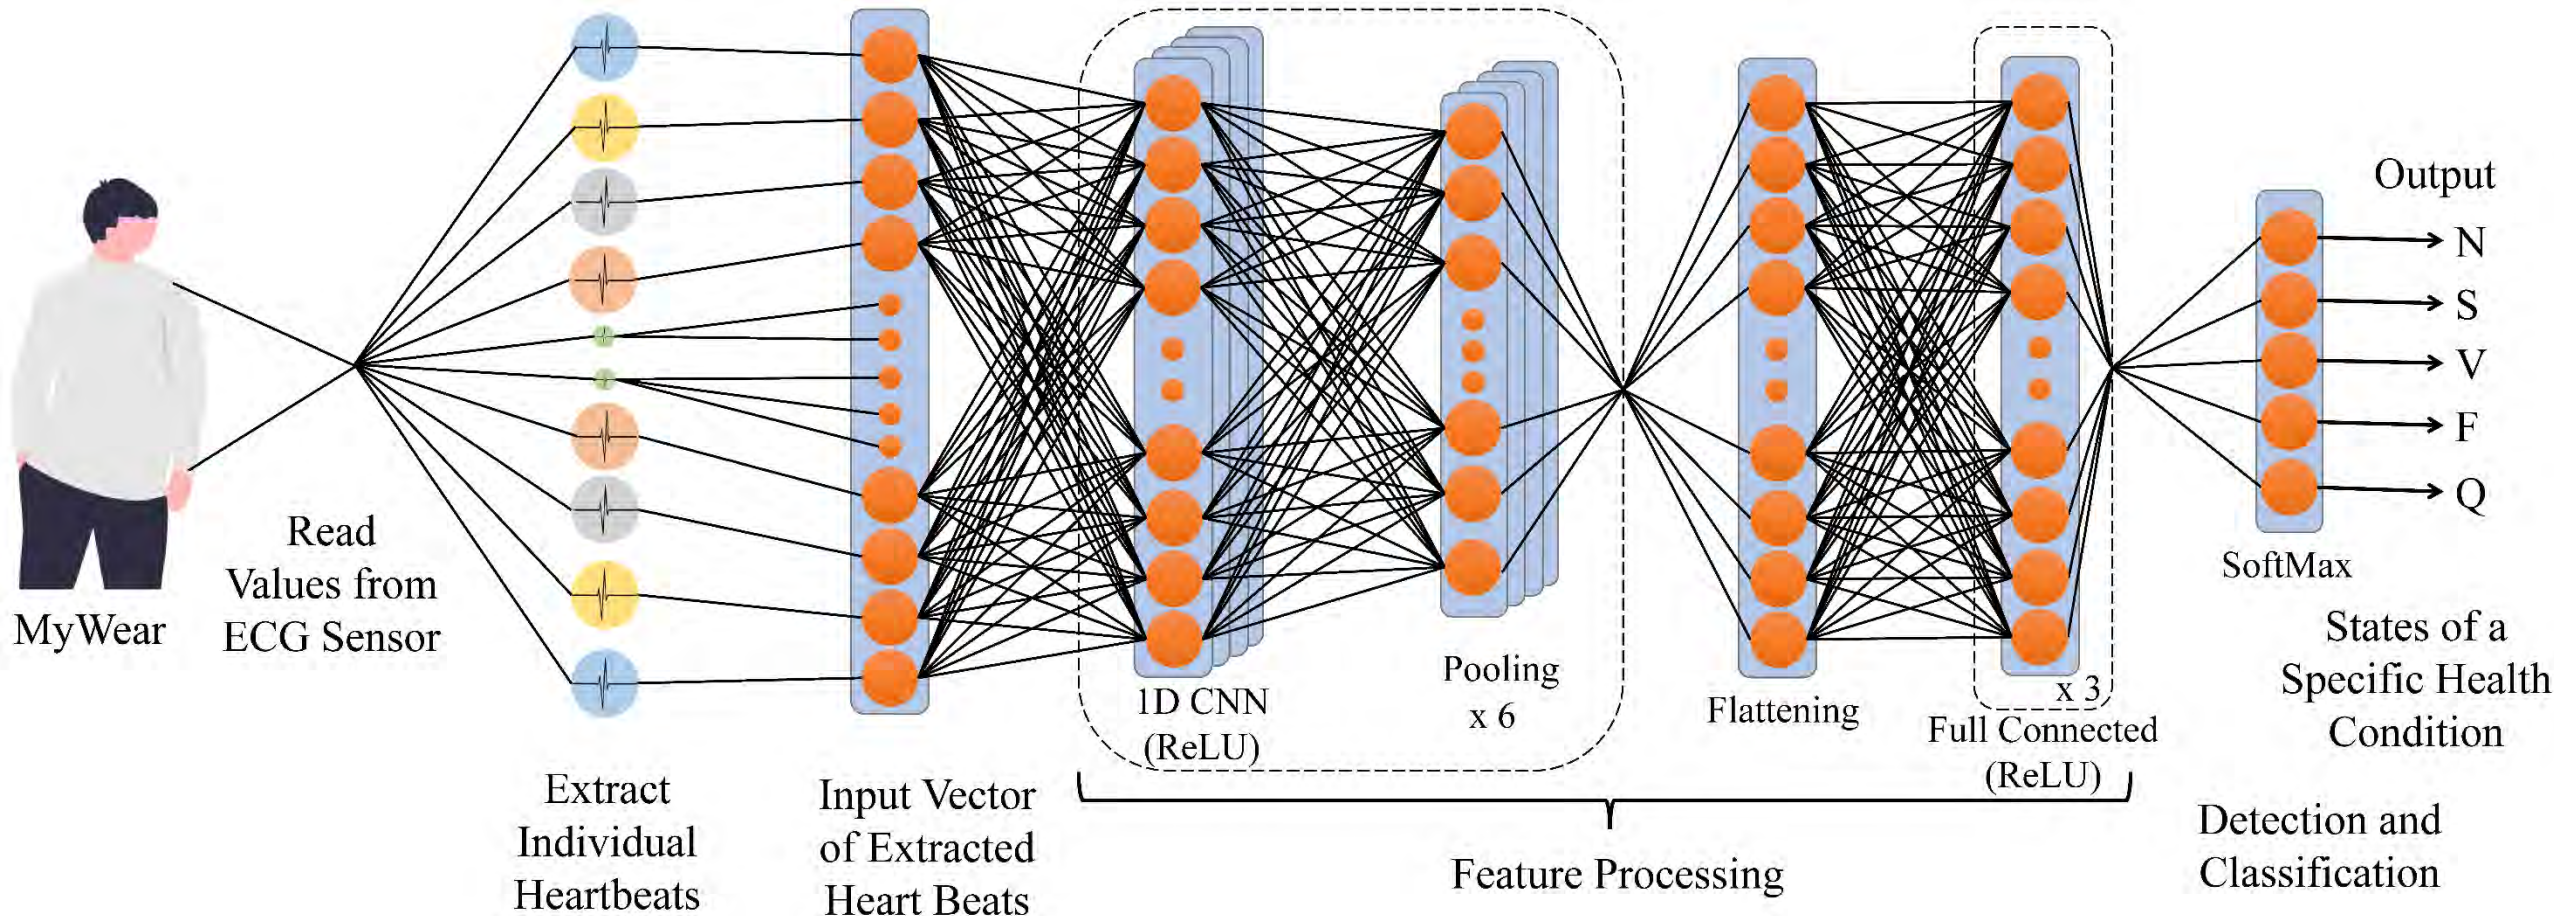 MyWear
Read
Values from
ECG Sensor
Extract
Individual
Heartbeats
Input Vector
of Extracted
Heart Beats
1D CNN
(ReLU)
Pooling
x 6
Flattening
x 3
Full Connected
(ReLU)
Feature Processing
SoftMax
Output
N
S
V
F
Q
States of a
Specific Health
Condition
Detection and
Classification